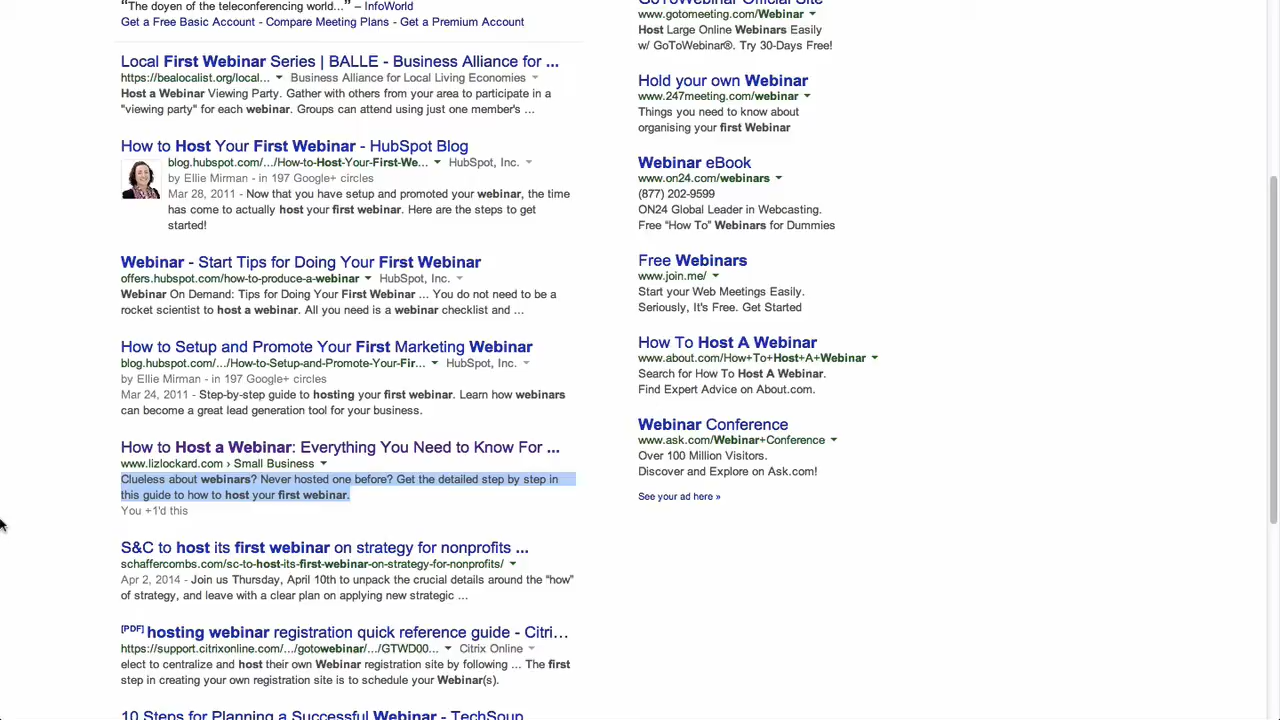 “The doyen of the teleconferencing world...” – InfoWorld
Get a Free Basic Account - Compare Meeting Plans - Get a Premium Account
Local First Webinar Series | BALLE - Business Alliance for ...
https://bealocalist.org/local... Business Alliance for Local Living Economies
Host a Webinar Viewing Party. Gather with others from your area to participate in a
"viewing party" for each webinar. Groups can attend using just one member's ...
How to Host Your First Webinar - HubSpot Blog
blog.hubspot.com/.../How-to-Host-Your-First-We... HubSpot, Inc.
by Ellie Mirman - in 197 Google+ circles
Mar 28, 2011 - Now that you have setup and promoted your webinar, the time
has come to actually host your first webinar. Here are the steps to get
started!
Webinar - Start Tips for Doing Your First Webinar
offers.hubspot.com/how-to-produce-a-webinar HubSpot, Inc.
Webinar On Demand: Tips for Doing Your First Webinar ... You do not need to be a
rocket scientist to host a webinar. All you need is a webinar checklist and ...
How to Setup and Promote Your First Marketing Webinar
blog.hubspot.com/.../How-to-Setup-and-Promote-Your-Fir... HubSpot, Inc.
by Ellie Mirman - in 197 Google+ circles
Mar 24, 2011 - Step-by-step guide to hosting your first webinar. Learn how webinars
can become a great lead generation tool for your business.
How to Host a Webinar: Everything You Need to Know For ...
www.lizlockard.com › Small Business
Clueless about webinars? Never hosted one before? Get the detailed step by step in
this guide to how to host your first webinar.
You +1'd this
S&C to host its first webinar on strategy for nonprofits ...
schaffercombs.com/sc-to-host-its-first-webinar-on-strategy-for-nonprofits/
Apr 2, 2014 - Join us Thursday, April 10th to unpack the crucial details around the “how”
of strategy, and leave with a clear plan on applying new strategic ...
[PDF] hosting webinar registration quick reference guide - Citri...
https://support.citrixonline.com/.../gotowebinar/.../GTWD00... Citrix Online
elect to centralize and host their own Webinar registration site by following ... The first
step in creating your own registration site is to schedule your Webinar(s).
10 Steps for Planning a Successful Webinar - TechSoup
GoToWebinar Official Site
www.gotomeeting.com/Webinar
Host Large Online Webinars Easily
w/ GoToWebinar®. Try 30-Days Free!
Hold your own Webinar
www.247meeting.com/webinar
Things you need to know about
organising your first Webinar
Webinar eBook
www.on24.com/webinars
(877) 202-9599
ON24 Global Leader in Webcasting.
Free “How To” Webinars for Dummies
Free Webinars
www.join.me/
Start your Web Meetings Easily.
Seriously, It's Free. Get Started
How To Host A Webinar
www.about.com/How+To+Host+A+Webinar
Search for How To Host A Webinar.
Find Expert Advice on About.com.
Webinar Conference
www.ask.com/Webinar+Conference
Over 100 Million Visitors.
Discover and Explore on Ask.com!
See your ad here »